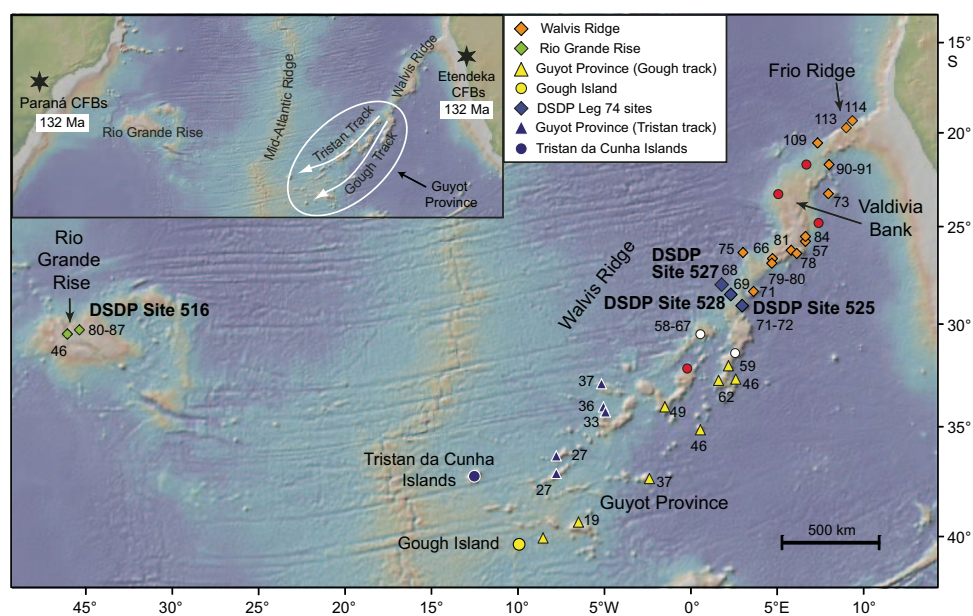 Paraná CFBs
132 Ma
Rio Grande Rise
Mid-Atlantic Ridge
Tristan Track
Gough Track
Walvis Ridge
Etendeka
CFBs
132 Ma
Guyot
Province
Walvis Ridge
Rio Grande Rise
Guyot Province (Gough track)
Gough Island
DSDP Leg 74 sites
Guyot Province (Tristan track)
Tristan da Cunha Islands
Frio Ridge
114
113
109
90-91
73
Valdivia
Bank
84
81
57
78
66
75
79-80
DSDP
Site 527
68
69
71
DSDP Site 528
DSDP Site 525
71-72
Walvis Ridge
58-67
59
46
62
49
46
37
36
33
27
27
37
19
Rio
Grande
Rise
DSDP Site 516
80-87
46
Tristan da Cunha
Islands
Guyot Province
Gough Island
500 km
15°
S
20°
25°
30°
35°
40°
45°
35°
30°
25°
20°
15°
10°
5°W
0°
5°E
10°